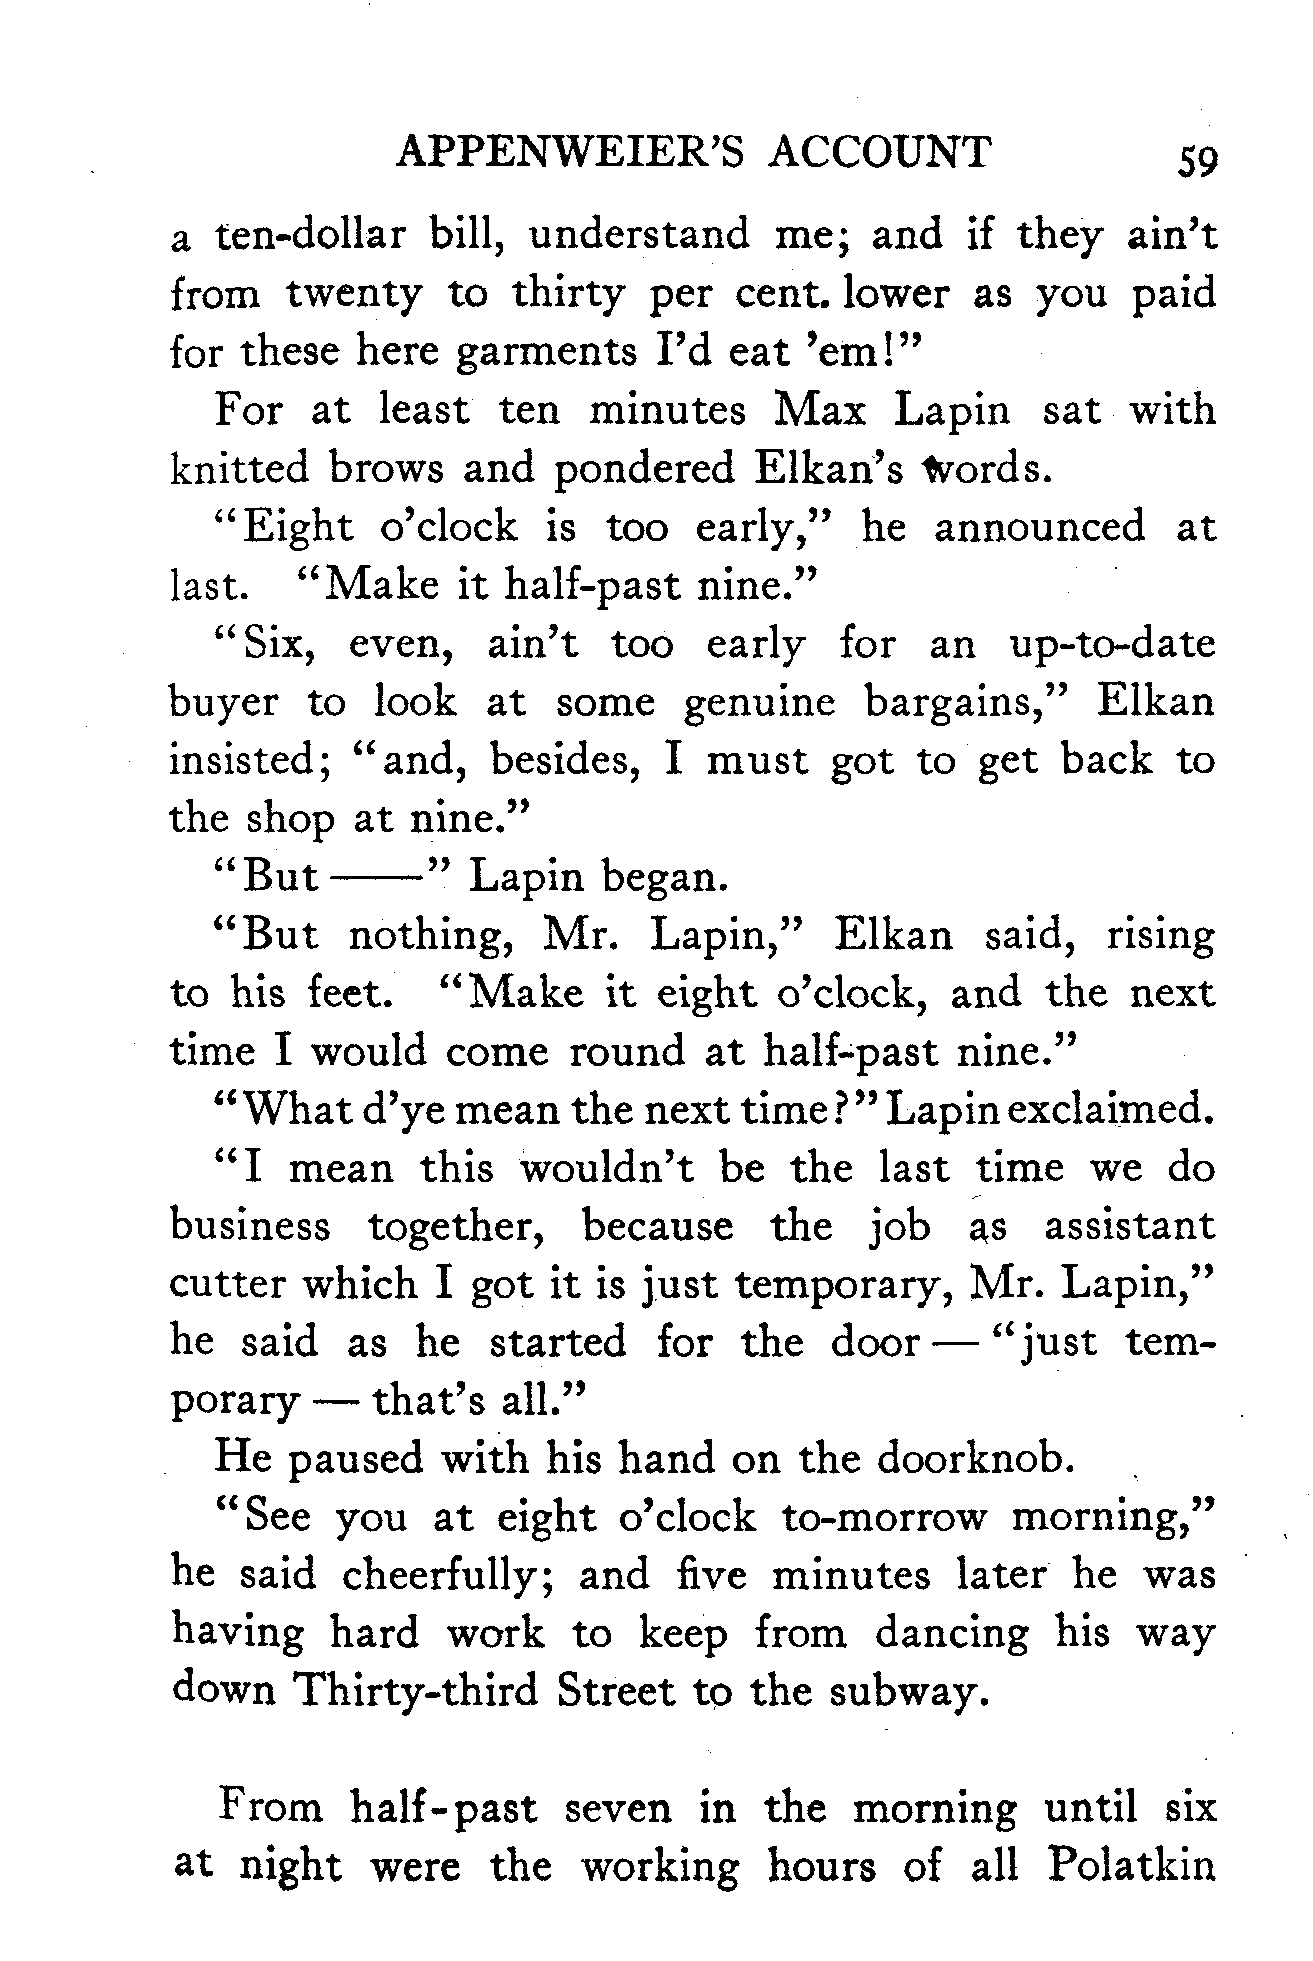 APPENWEIER'S ACCOUNT 59
a ten-dollar bill, understand me; and if they ain't
from twenty to thirty per cent. lower as you paid
for these here garments I'd eat 'em!"
For at least ten minutes Max Lapin sat with
knitted brows and pondered Elkan's words.
"Eight o'clock is too early," he announced at
last. "Make it half-past nine."
"Six, even, ain't too early for an up-to-date
buyer to look at some genuine bargains," Elkan
insisted; "and, besides, I must got to get back to
the shop at nine."
"But ——" Lapin began.
"But nothing, Mr. Lapin," Elkan said, rising
to his feet. "Make it eight o'clock, and the next
time I would come round at half-past nine."
"What d'ye mean the next time?" Lapin exclaimed.
"I mean this wouldn't be the last time we do
business together, because the job as assistant
cutter which I got it is just temporary, Mr. Lapin,"
he said as he started for the door — "just tem-
porary — that's all."
He paused with his hand on the doorknob.
"See you at eight o'clock to-morrow morning,"
he said cheerfully; and five minutes later he was
having hard work to keep from dancing his way
down Thirty-third Street to the subway.
From half-past seven in the morning until six
at night were the working hours of all Polatkin